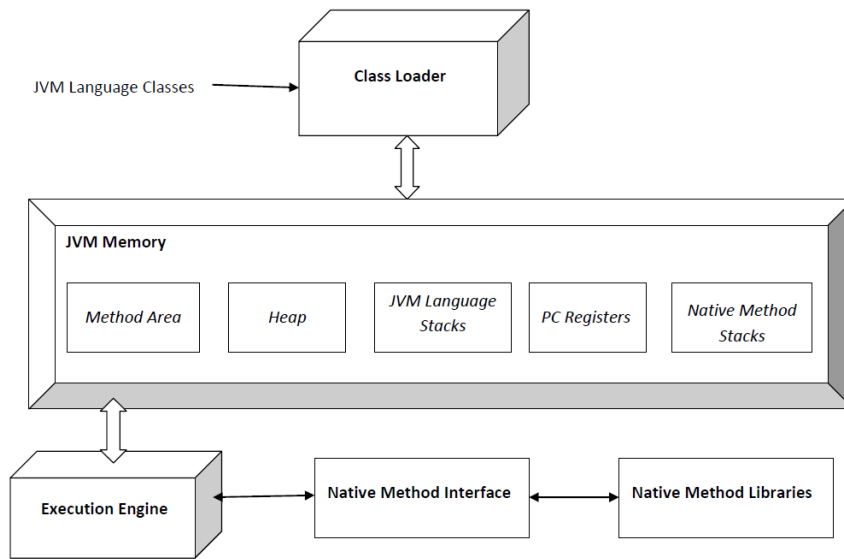 Class Loader
JVM Language Classes
JVM Memory
Method Area
Heap
JVM Language
Stacks
PC Registers
Native Method
Stacks
Execution Engine
Native Method Interface
Native Method Libraries